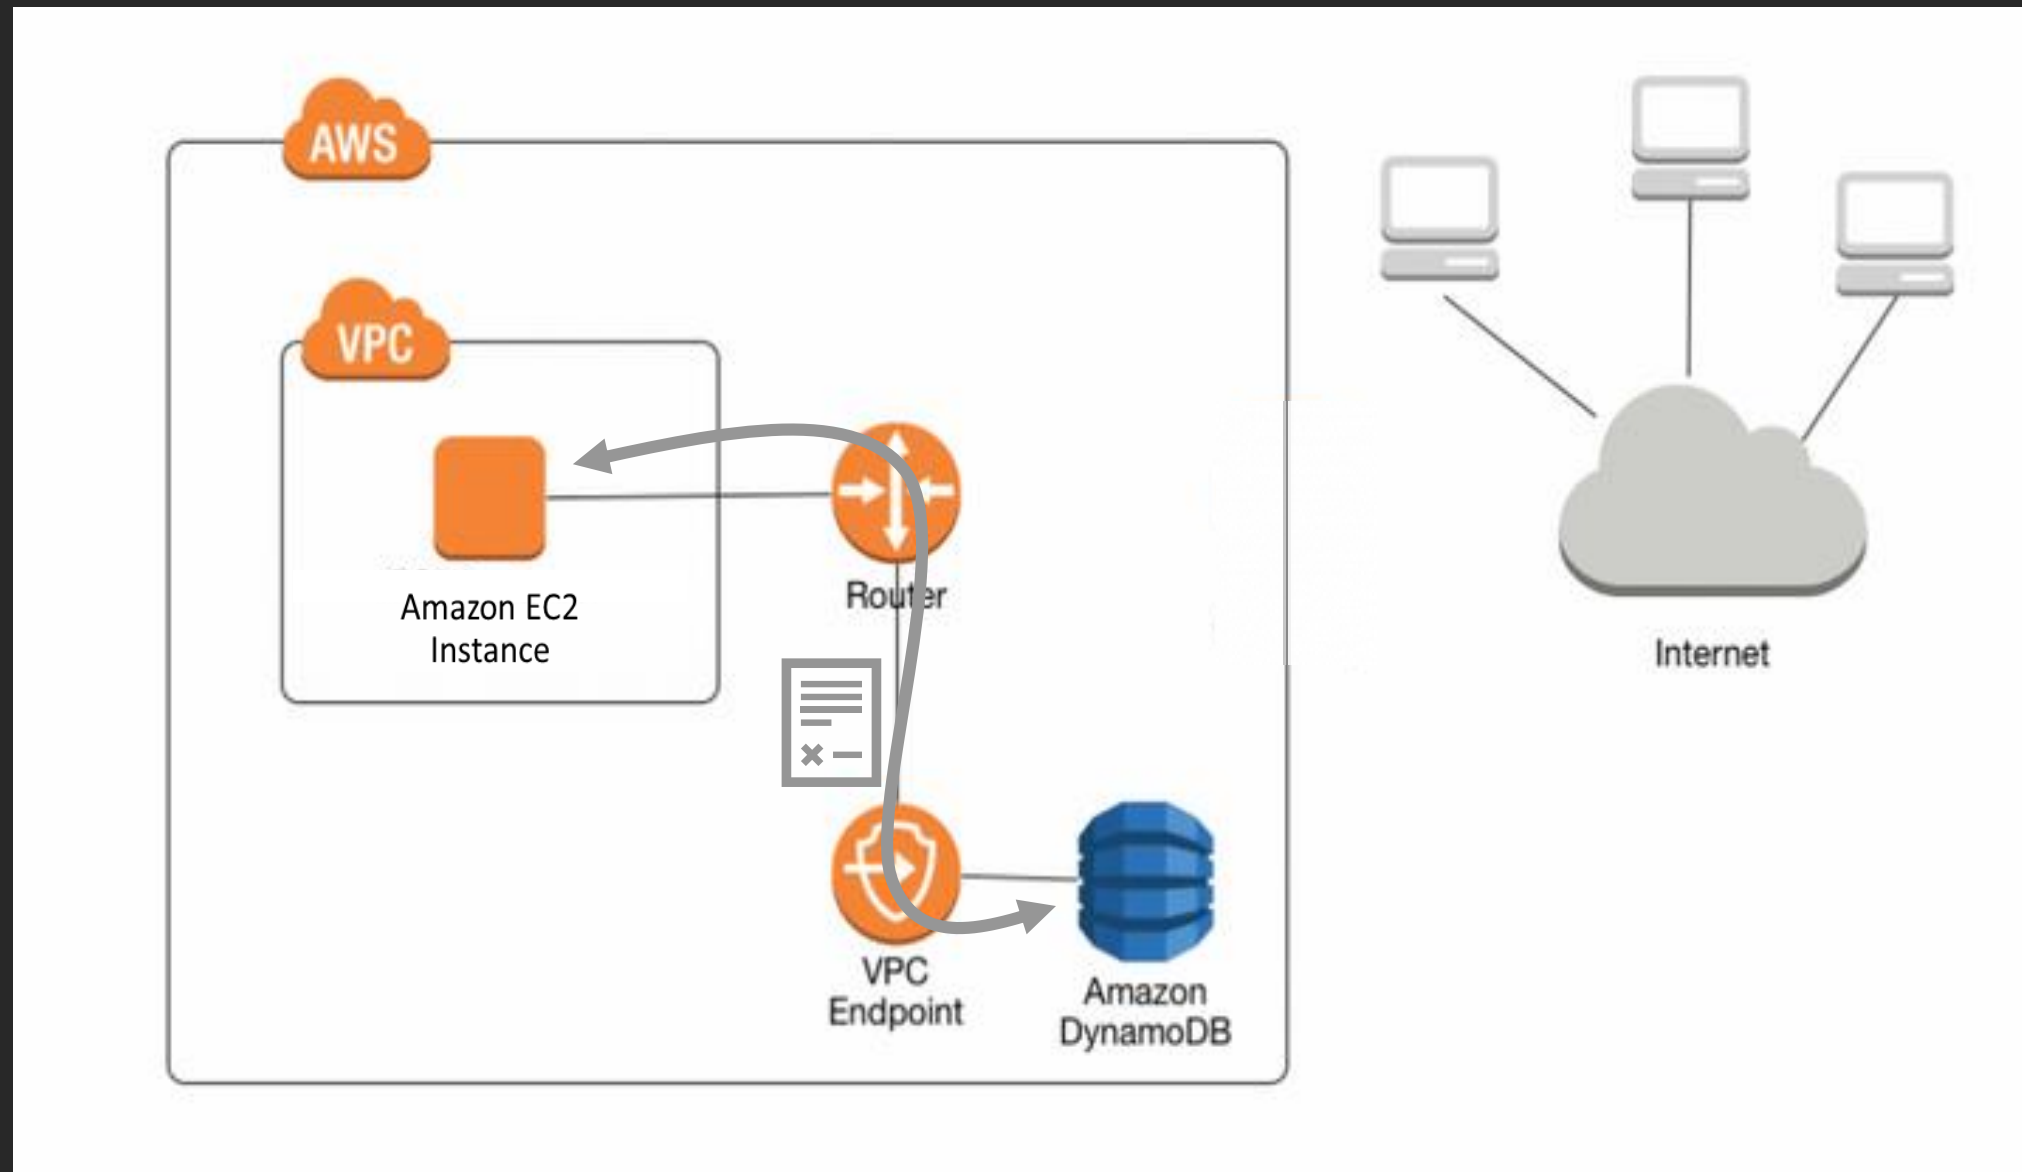 AWS
VPC
Amazon EC2
Instance
Router
Internet
VPC
Endpoint
Amazon
DynamoDB